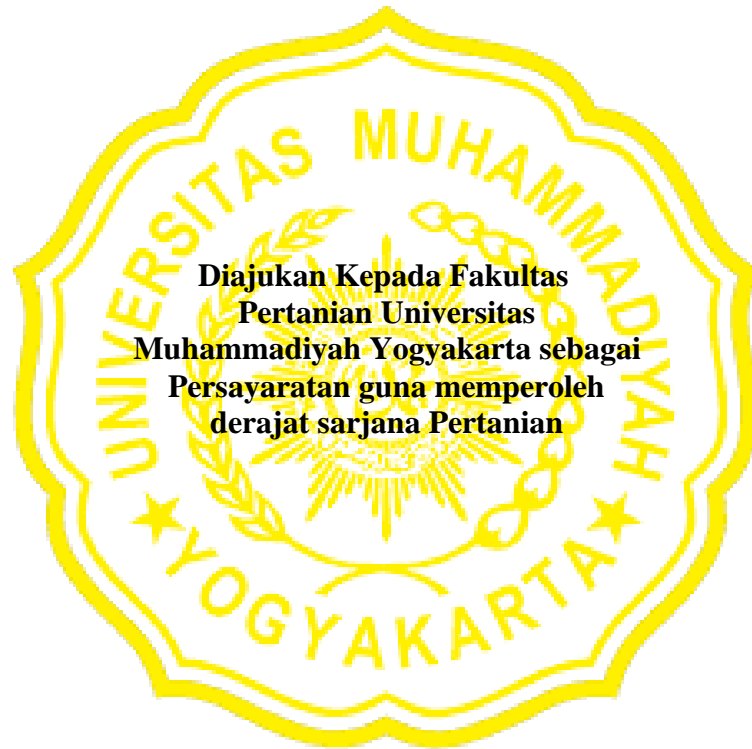 UNIVERSITAS MUHAMMADIYAH
Diajukan Kepada Fakultas
Pertanian Universitas
Muhammadiyah Yogyakarta sebagai
Persayaratan guna memperoleh
derajat sarjana Pertanian
YOGYAKARTA